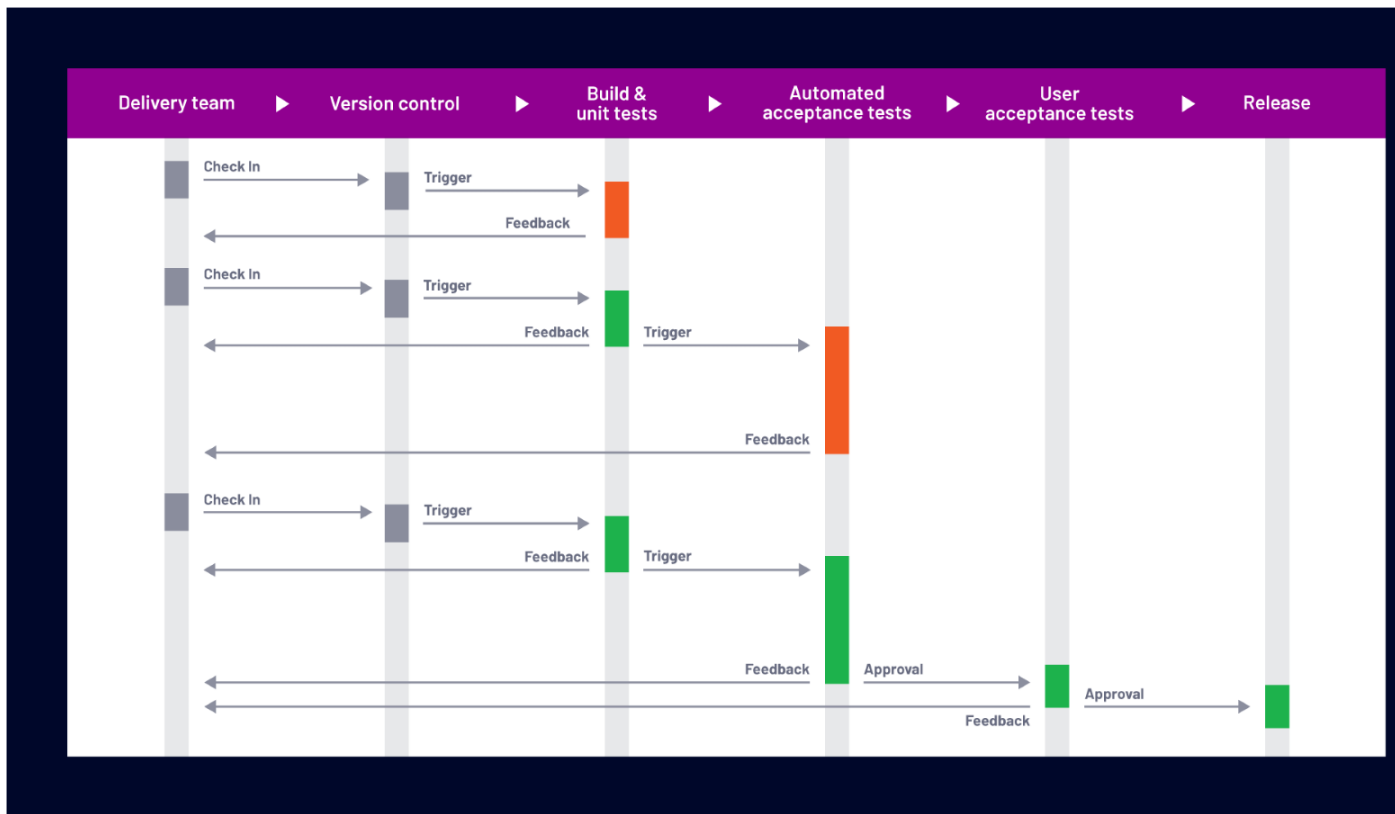 Delivery team
Version control
Build &
unit tests
Automated
acceptance tests
User
acceptance tests
Release
Check In
Trigger
Feedback
Check In
Trigger
Feedback
Trigger
Feedback
Check In
Trigger
Feedback
Trigger
Feedback
Approval
Approval
Feedback